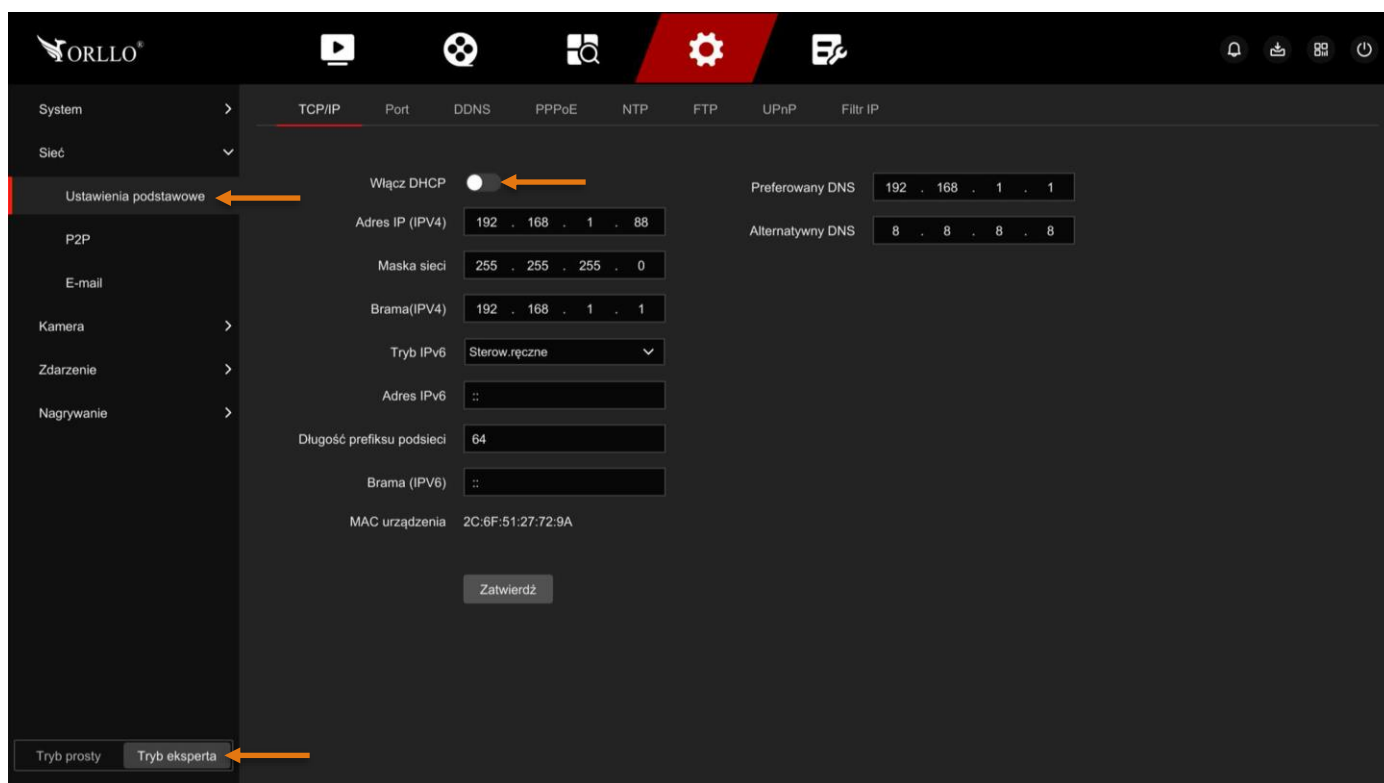 ORLLO®
System
Sieć
Ustawienia podstawowe
P2P
E-mail
Kamera
Zdarzenie
Nagrywanie
Tryb prosty Tryb eksperta
TCP/IP Port DDNS PPPoE NTP FTP UPnP Filtr IP
Włącz DHCP
Adres IP (IPV4) 192 . 168 . 1 . 88
Maska sieci 255 . 255 . 255 . 0
Brama(IPV4) 192 . 168 . 1 . 1
Tryb IPv6 Sterow.ręczne
Adres IPv6 ::
Długość prefiksu podsieci 64
Brama (IPV6) ::
MAC urządzenia 2C:6F:51:27:72:9A
Zatwierdź
Preferowany DNS 192 . 168 . 1 . 1
Alternatywny DNS 8 . 8 . 8 . 8